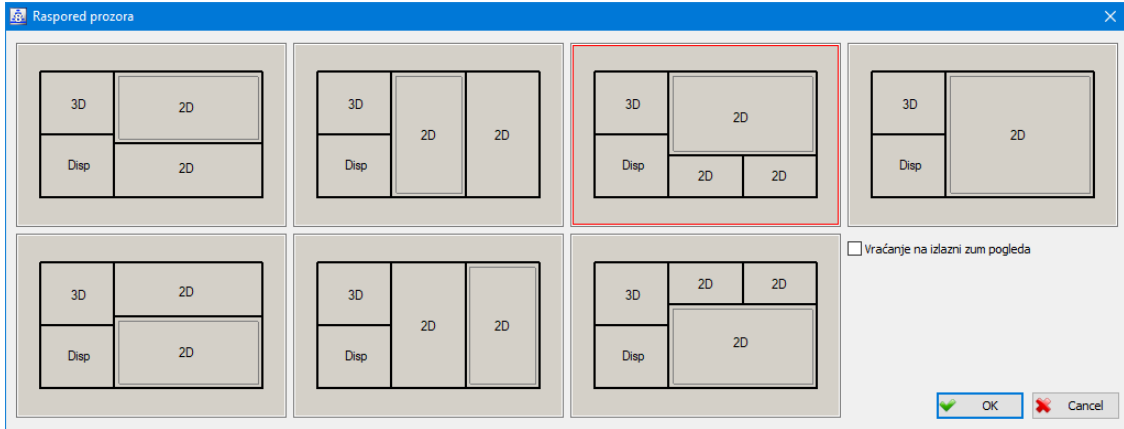 Raspored prozora
3D 2D
Disp 2D
3D 2D 2D
Disp
3D 2D
Disp 2D 2D
3D 2D
Disp
3D 2D
Disp 2D
3D 2D 2D
Disp
3D 2D 2D
Disp 2D
Vraćanje na izlazni zum pogleda
OK Cancel